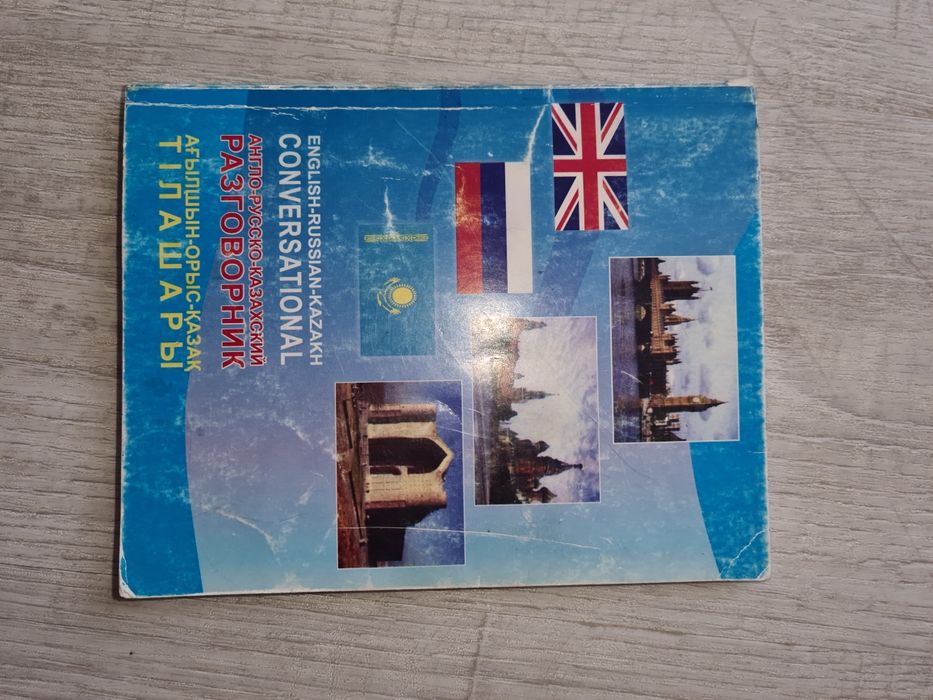 ENGLISH-RUSSIAN-KAZAKH
CONVERSATIONAL
АНГЛО-РУССКО-КАЗАХСКИЙ
РАЗГОВОРНИК
АҒЫЛШЫН-ОРЫС-ҚАЗАҚ
ТІЛАШАРЫ